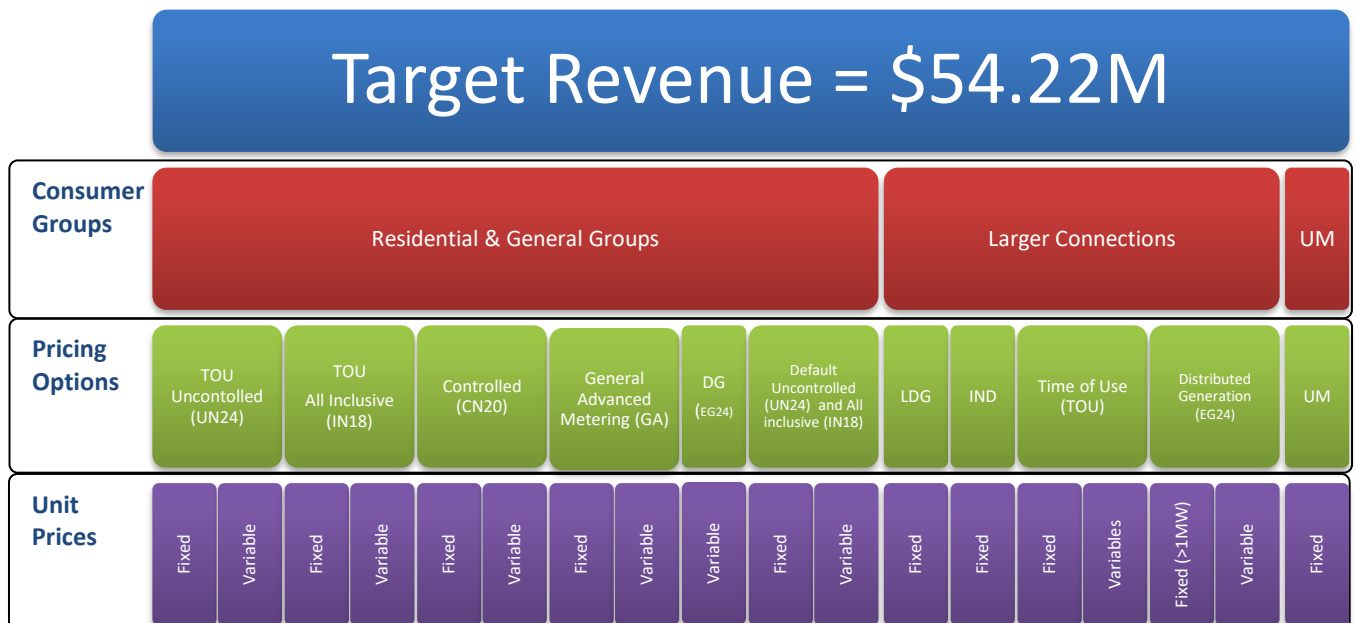 Target Revenue = $54.22M
Consumer
Groups
Residential & General Groups
Larger Connections
UM
Pricing
Options
TOU
Uncontolled
(UN24)
TOU
All Inclusive
(IN18)
Controlled
(CN20)
General
Advanced
Metering (GA)
DG
(EG24)
Default
Uncontrolled
(UN24) and All
inclusive (IN18)
LDG
IND
Time of Use
(TOU)
Distributed
Generation
(EG24)
UM
Unit
Prices
Fixed
Variable
Fixed
Variable
Fixed
Variable
Fixed
Variable
Variable
Fixed
Variable
Fixed
Fixed
Fixed
Variables
Fixed (>1MW)
Variable
Fixed